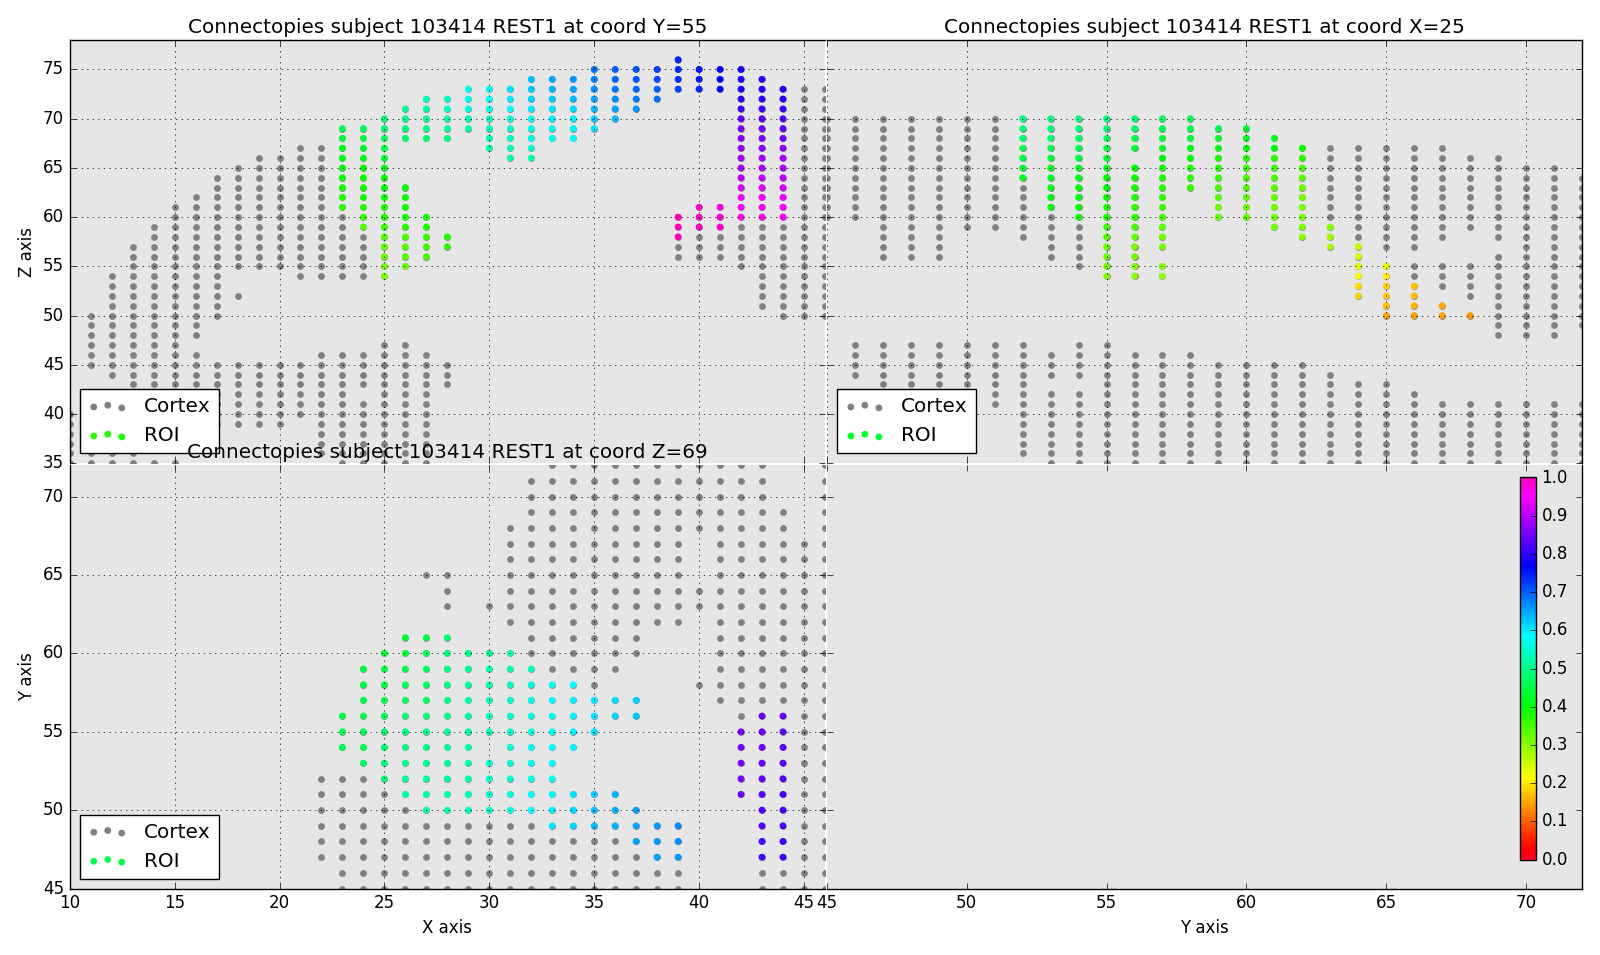 Connectopies subject 103414 REST1 at coord Y=55
Connectopies subject 103414 REST1 at coord X=25
75
70
65
60
55
50
45
40
35
Z axis
Cortex
ROI
Cortex
ROI
Connectopies subject 103414 REST1 at coord Z=69
70
65
60
55
50
45
Y axis
Cortex
ROI
1.0
0.9
0.8
0.7
0.6
0.5
0.4
0.3
0.2
0.1
0.0
10 15 20 25 30 35 40 45 45 50 55 60 65 70
X axis
Y axis